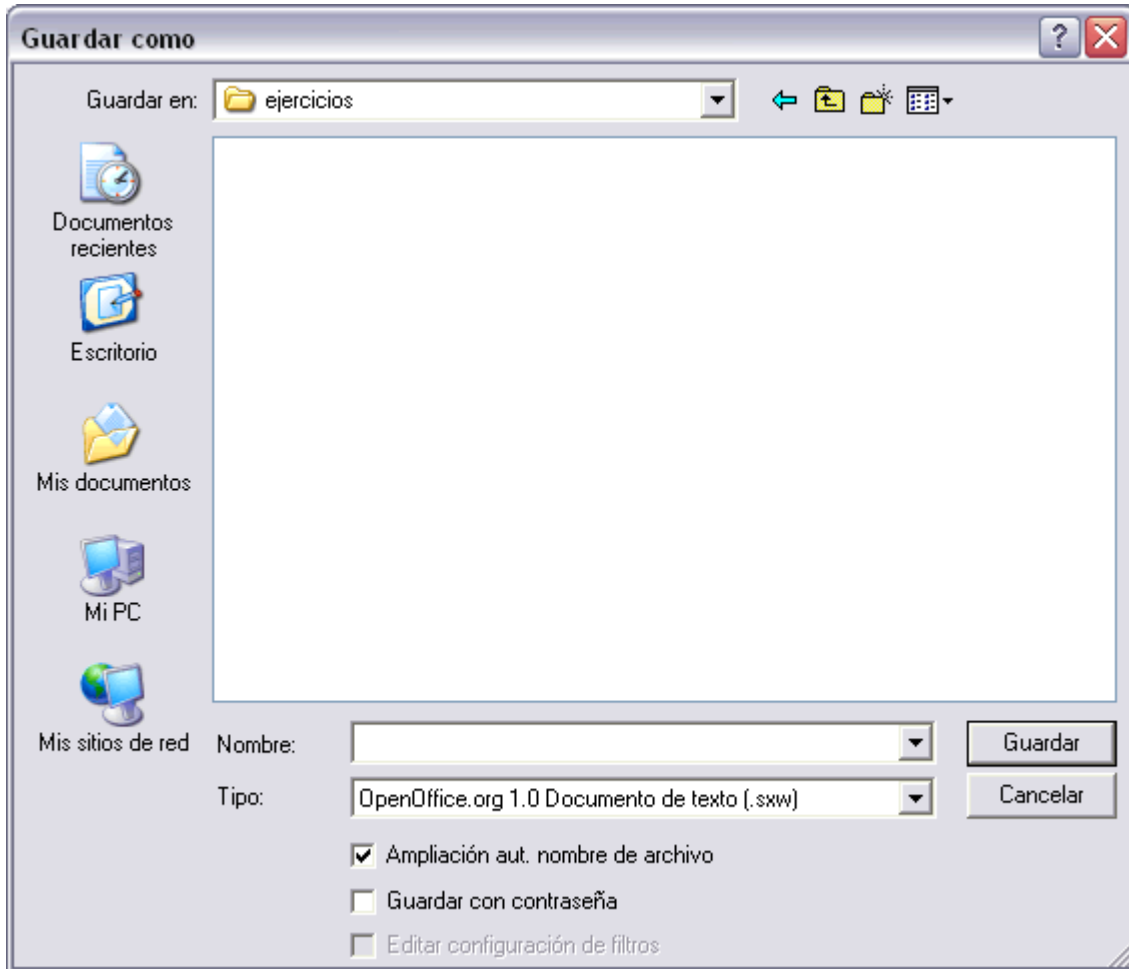 Guardar como
Guardar en:
ejercicios
Documentos
recientes
Escritorio
Mis documentos
Mi PC
Mis sitios de red
Nombre:
Guardar
Tipo:
OpenOffice.org 1.0 Documento de texto (.sxw)
Cancelar
Ampliación aut. nombre de archivo
Guardar con contraseña
Editar configuración de filtros